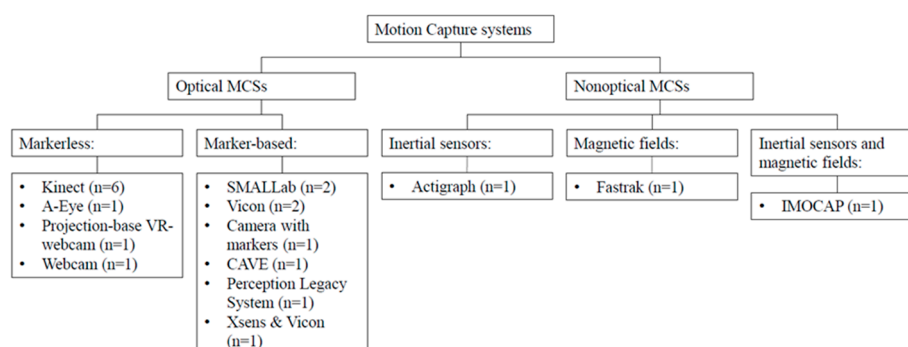 Motion Capture systems
Optical MCSs
Nonoptical MCSs
Markerless:
Marker-based:
Inertial sensors:
Magnetic fields:
Inertial sensors and
magnetic fields:
• Kinect (n=6)
• A-Eye (n=1)
• Projection-base VR-
webcam (n=1)
• Webcam (n=1)
• SMALLab (n=2)
• Vicon (n=2)
• Camera with
markers (n=1)
• CAVE (n=1)
• Perception Legacy
System (n=1)
• Xsens & Vicon
(n=1)
• Actigraph (n=1)
• Fastrak (n=1)
• IMOCAP (n=1)